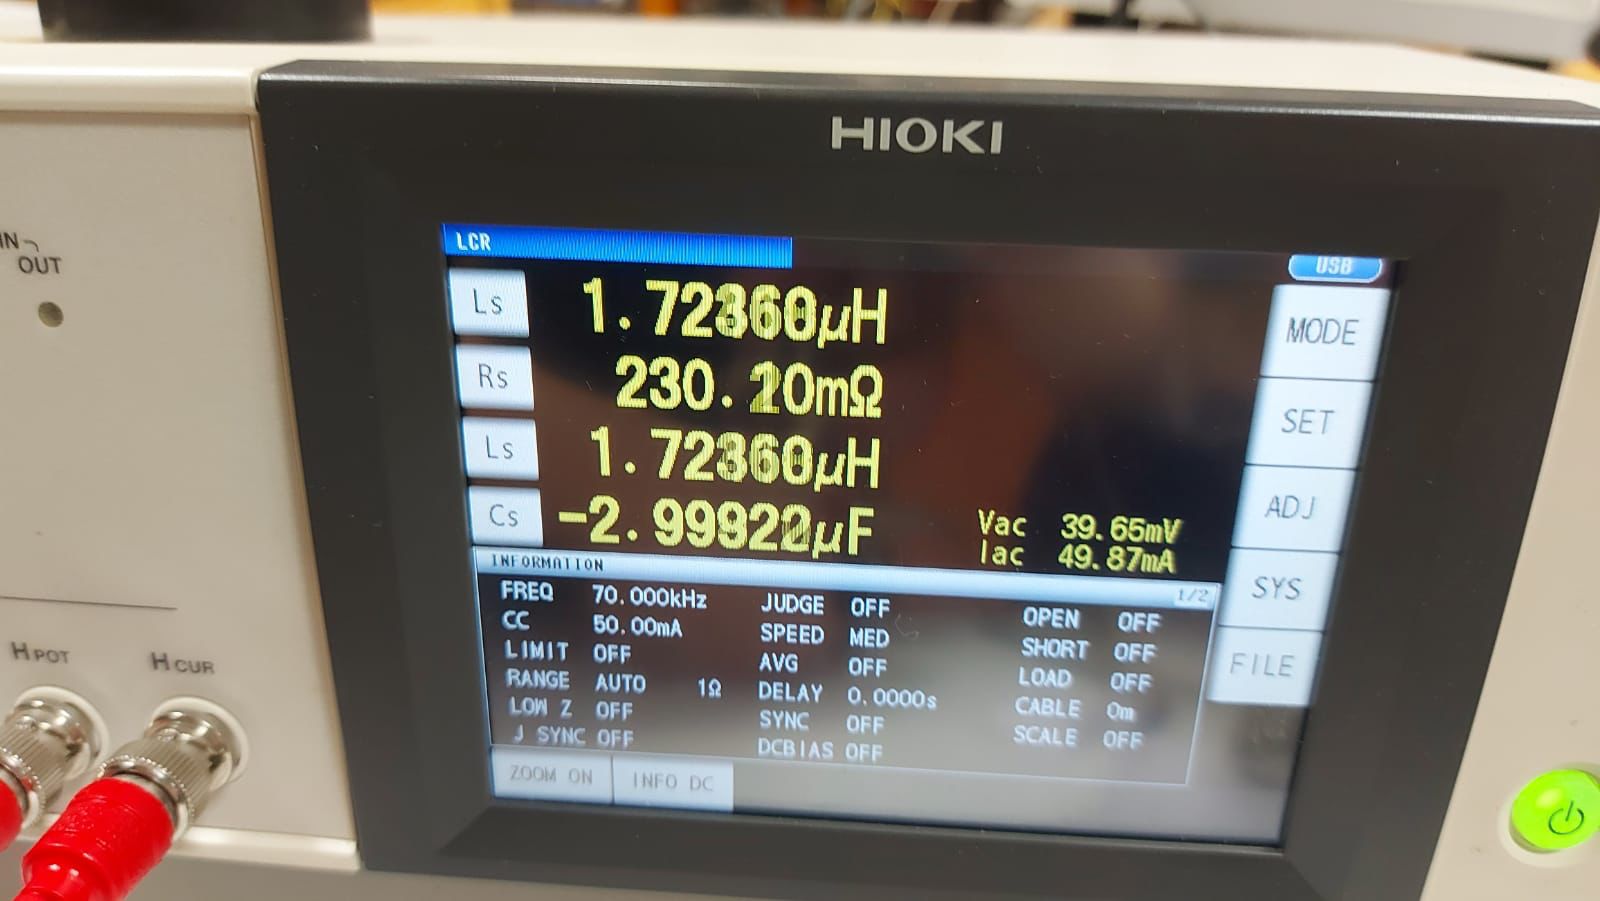 HIOKI
IN
OUT
LCR
USB
Ls 1.72360μH
Rs 230.20mΩ
Ls 1.72360μH
Cs -2.99822μF
Vac 39.65mV
Iac 49.87mA
MODE
SET
ADJ
SYS
FILE
INFORMATION 1/2
FREQ 70.000kHz JUDGE OFF OPEN OFF
CC 50.00mA SPEED MED SHORT OFF
LIMIT OFF AVG OFF LOAD OFF
RANGE AUTO 1Ω DELAY 0.0000s CABLE 0m
LOW Z OFF SYNC OFF SCALE OFF
J SYNC OFF DCBIAS OFF
ZOOM ON INFO DC
HPOT HCUR